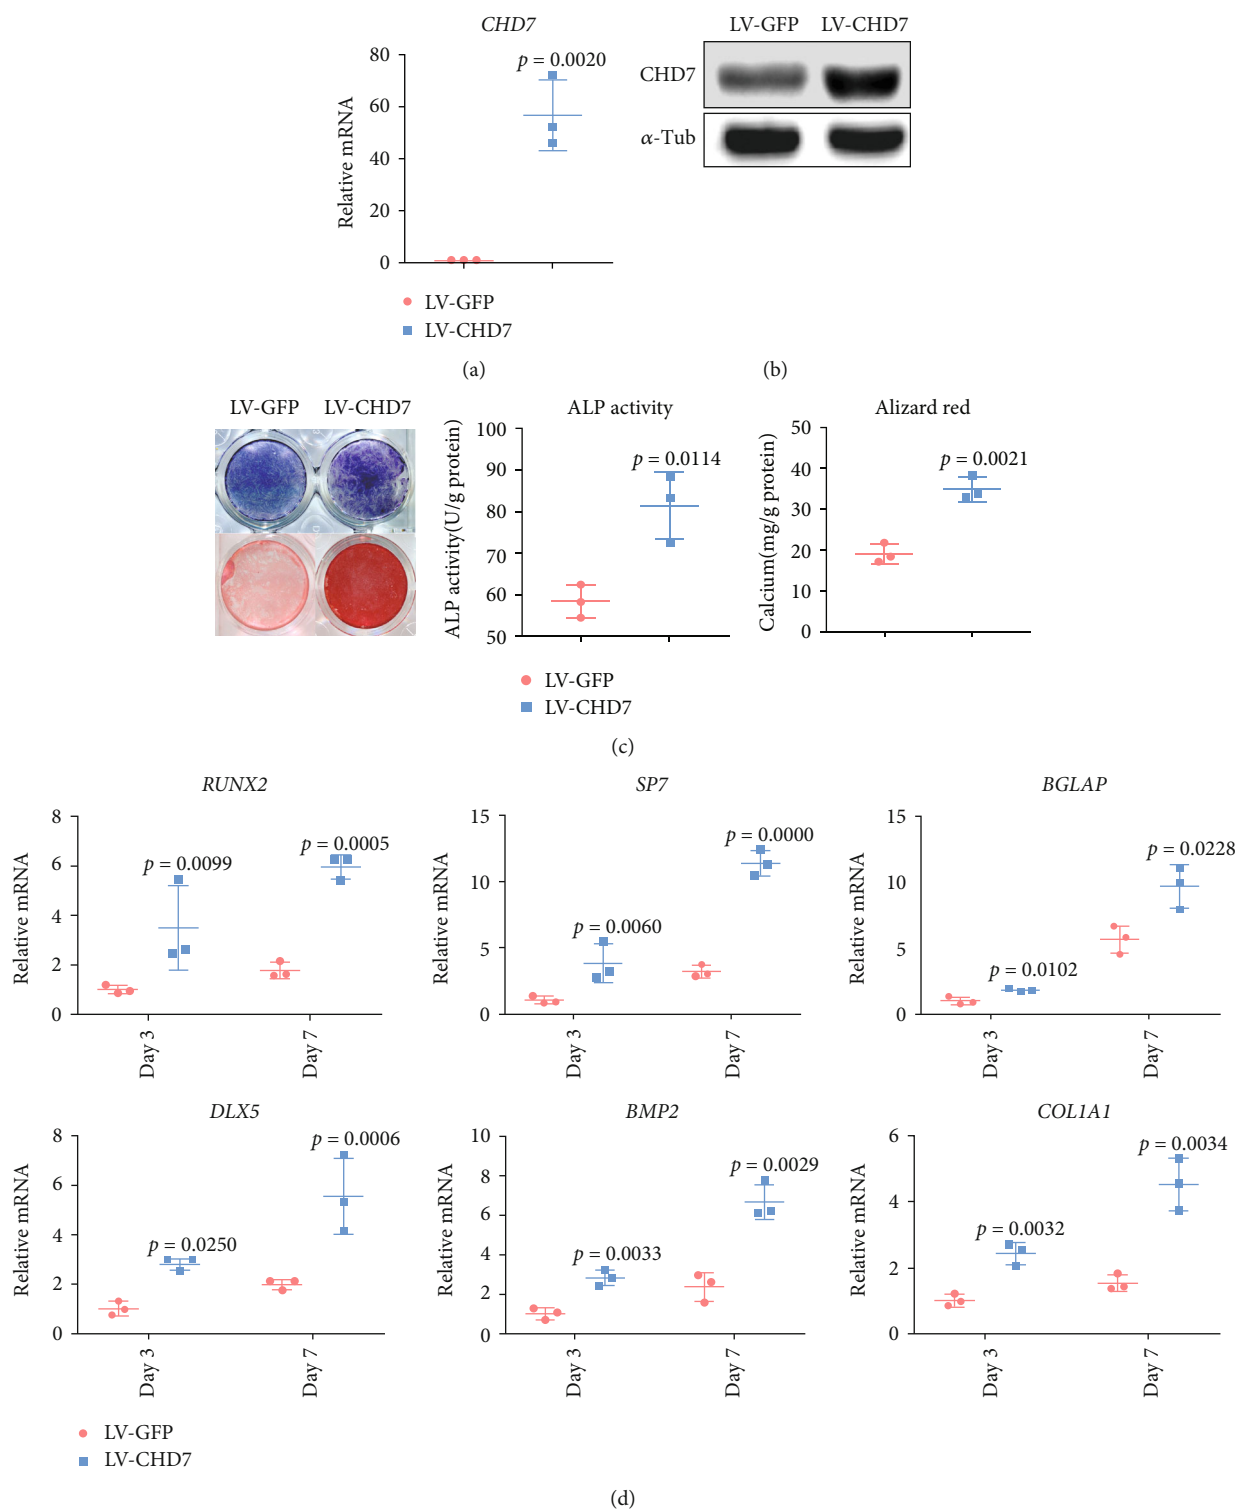 CHD7
80
60
40
20
0
Relative mRNA
p = 0.0020
LV-GFP
LV-CHD7
(a)
LV-GFP LV-CHD7
CHD7
α-Tub
(b)
LV-GFP LV-CHD7
ALP activity
100
90
80
70
60
50
ALP activity(U/g protein)
p = 0.0114
LV-GFP
LV-CHD7
Alizard red
50
40
30
20
10
0
Calcium(mg/g protein)
p = 0.0021
(c)
RUNX2
8
6
4
2
0
Relative mRNA
p = 0.0099
p = 0.0005
Day 3
Day 7
SP7
15
10
5
0
Relative mRNA
p = 0.0060
p = 0.0000
Day 3
Day 7
BGLAP
15
10
5
0
Relative mRNA
p = 0.0102
p = 0.0228
Day 3
Day 7
DLX5
8
6
4
2
0
Relative mRNA
p = 0.0250
p = 0.0006
Day 3
Day 7
BMP2
10
8
6
4
2
0
Relative mRNA
p = 0.0033
p = 0.0029
Day 3
Day 7
COL1A1
6
4
2
0
Relative mRNA
p = 0.0032
p = 0.0034
Day 3
Day 7
LV-GFP
LV-CHD7
(d)